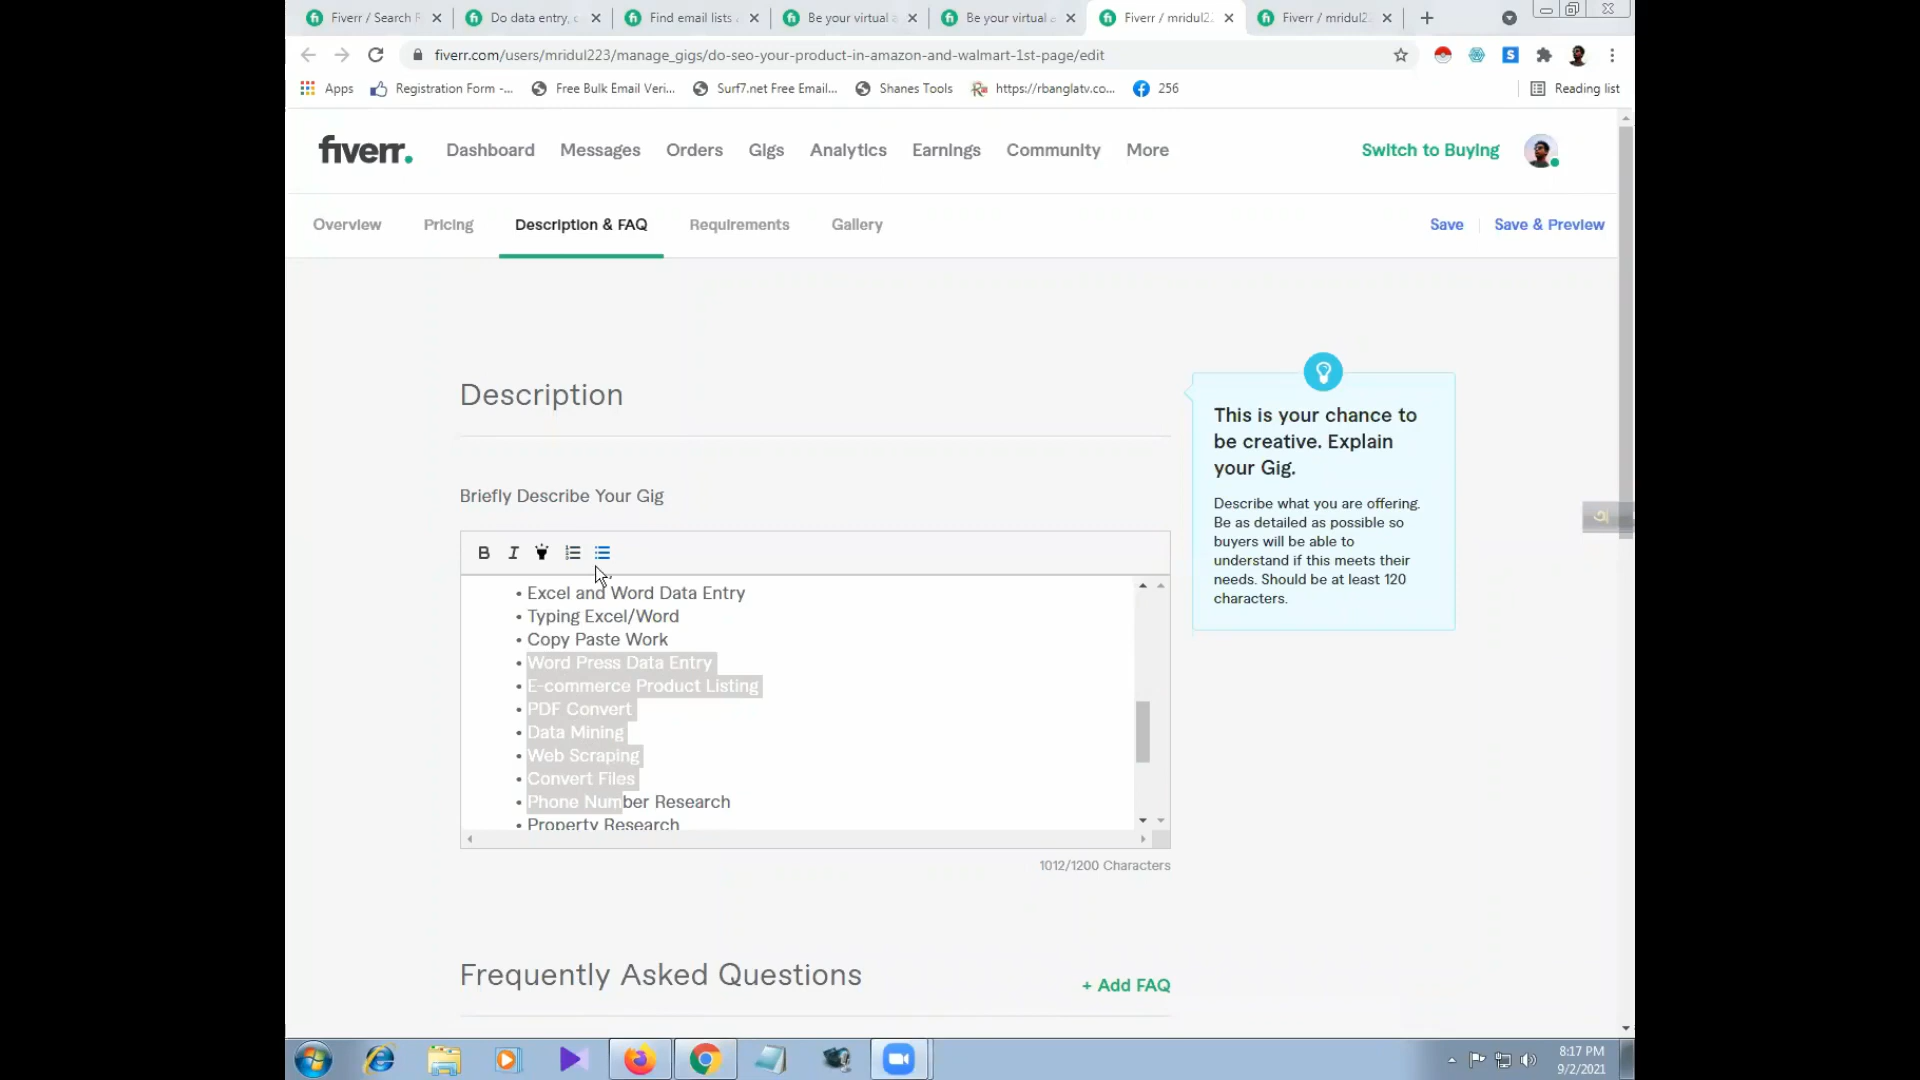 Fiverr / Search F
Do data entry, c
Find email lists a
Be your virtual a
Be your virtual a
Fiverr / mridul22
Fiverr / mridul22
fiverr.com/users/mridul223/manage_gigs/do-seo-your-product-in-amazon-and-walmart-1st-page/edit
Apps
Registration Form -...
Free Bulk Email Veri...
Surf7.net Free Email...
Shanes Tools
https://rbanglatv.co...
256
Reading list
fiverr.
Dashboard
Messages
Orders
Gigs
Analytics
Earnings
Community
More
Switch to Buying
Overview
Pricing
Description & FAQ
Requirements
Gallery
Save
Save & Preview
Description
This is your chance to
be creative. Explain
your Gig.
Describe what you are offering.
Be as detailed as possible so
buyers will be able to
understand if this meets their
needs. Should be at least 120
characters.
Briefly Describe Your Gig
B I
• Excel and Word Data Entry
• Typing Excel/Word
• Copy Paste Work
• Word Press Data Entry
• E-commerce Product Listing
• PDF Convert
• Data Mining
• Web Scraping
• Convert Files
• Phone Number Research
• Property Research
1012/1200 Characters
Frequently Asked Questions
+ Add FAQ
8:17 PM
9/2/2021